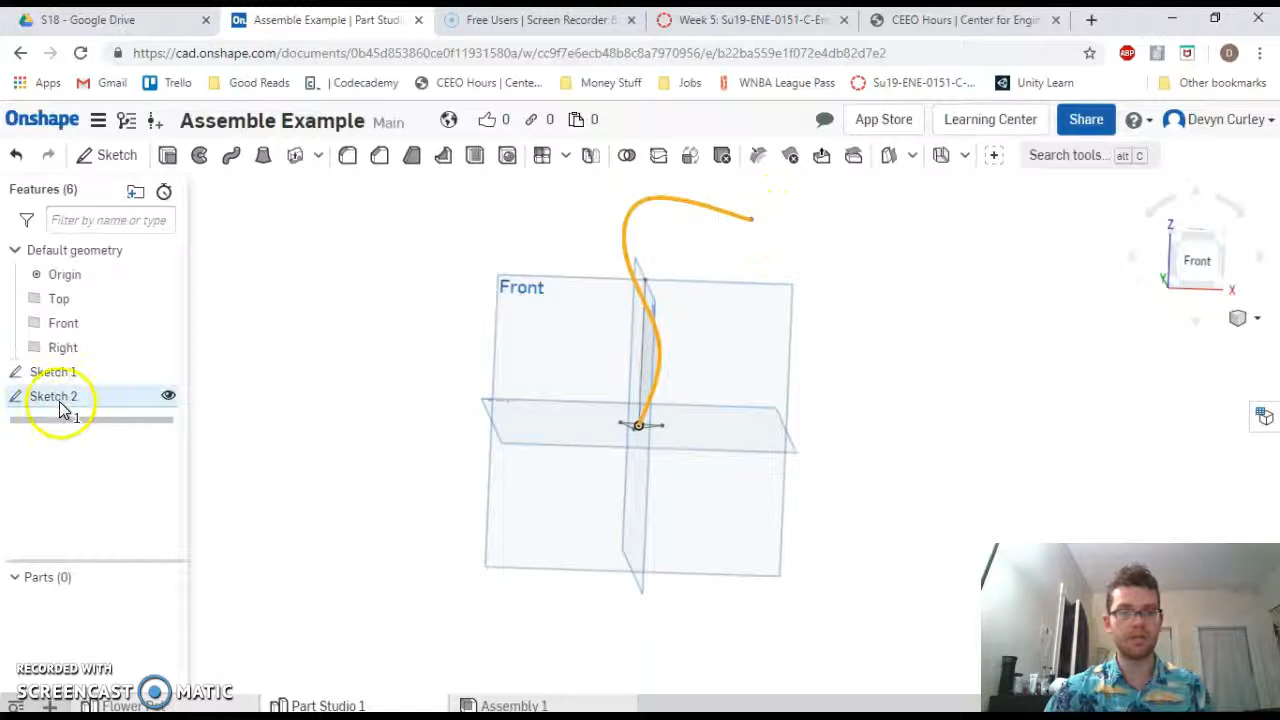 S18 - Google Drive
Assemble Example | Part Studi
Free Users | Screen Recorder &
Week 5: Su19-ENE-0151-C-En
CEEO Hours | Center for Engin
https://cad.onshape.com/documents/0b45d853860ce0f11931580a/w/cc9f7e6ecb48b8c8a7970956/e/b22ba559e1f072e4db82d7e2
Apps
Gmail
Trello
Good Reads
Codecademy
CEEO Hours | Cente...
Money Stuff
Jobs
WNBA League Pass
Su19-ENE-0151-C-...
Unity Learn
Other bookmarks
Onshape
Assemble Example Main
0
0
0
App Store
Learning Center
Share
Devyn Curley
Sketch
Search tools... alt C
Features (6)
Filter by name or type
Default geometry
Origin
Top
Front
Right
Sketch 1
Sketch 2
1
Parts (0)
Front
Z
Front
Y
X
RECORDED WITH
SCREENCAST MATIC
Part Studio 1
Assembly 1